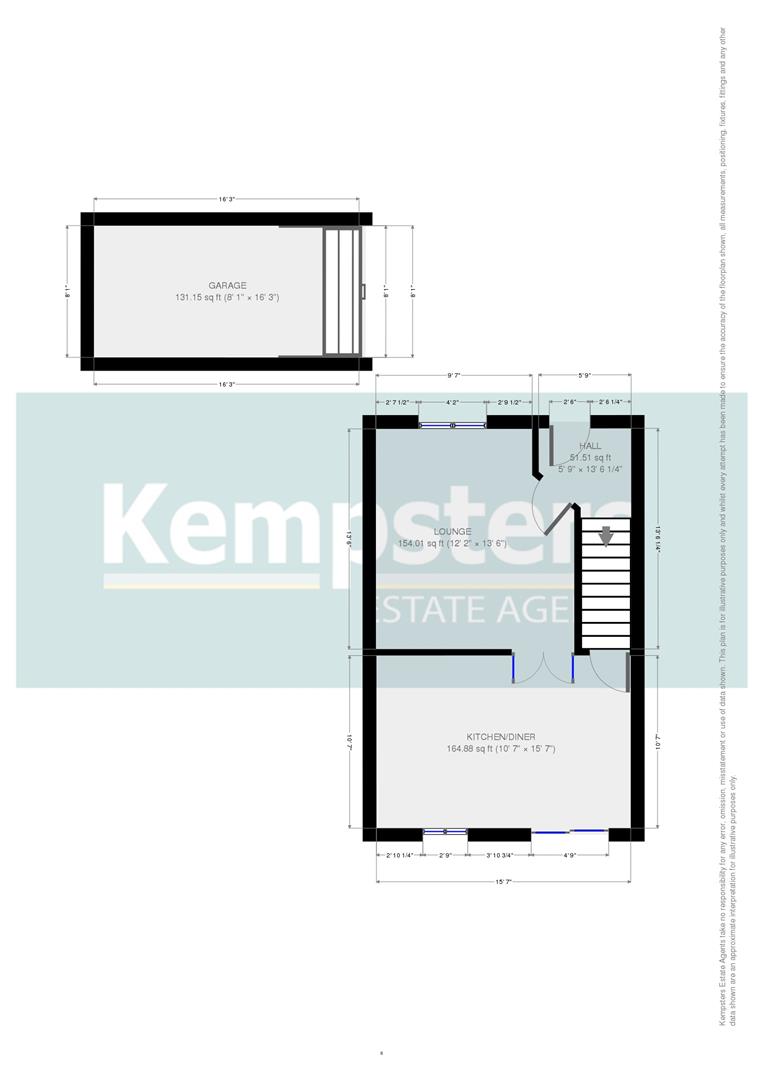 16' 3"
8' 1"
GARAGE
131.15 sq ft (8' 1" × 16' 3")
8' 1"
8' 1"
16' 3"
9' 7"
5' 9"
2' 7 1/2"
4' 2"
2' 9 1/2"
2' 6"
2' 6 1/4"
HALL
51.51 sq ft
5' 9" × 13' 6 1/4"
Kempsters
LOUNGE
154.01 sq ft (12' 2" × 13' 6")
13' 6"
13' 6 1/4"
ESTATE AGE
KITCHEN/DINER
164.88 sq ft (10' 7" × 15' 7")
10' 7"
10' 7"
2' 10 1/4"
2' 9"
3' 10 3/4"
4' 9"
15' 7"
Kempsters Estate Agents take no responsibility for any error, omission, misstatement or use of data shown. This plan is for illustrative purposes only and whilst every attempt has been made to ensure the accuracy of the floorplan shown, all measurements, positioning, fixtures, fittings and any other
data shown are an approximate interpretation for illustrative purposes only.